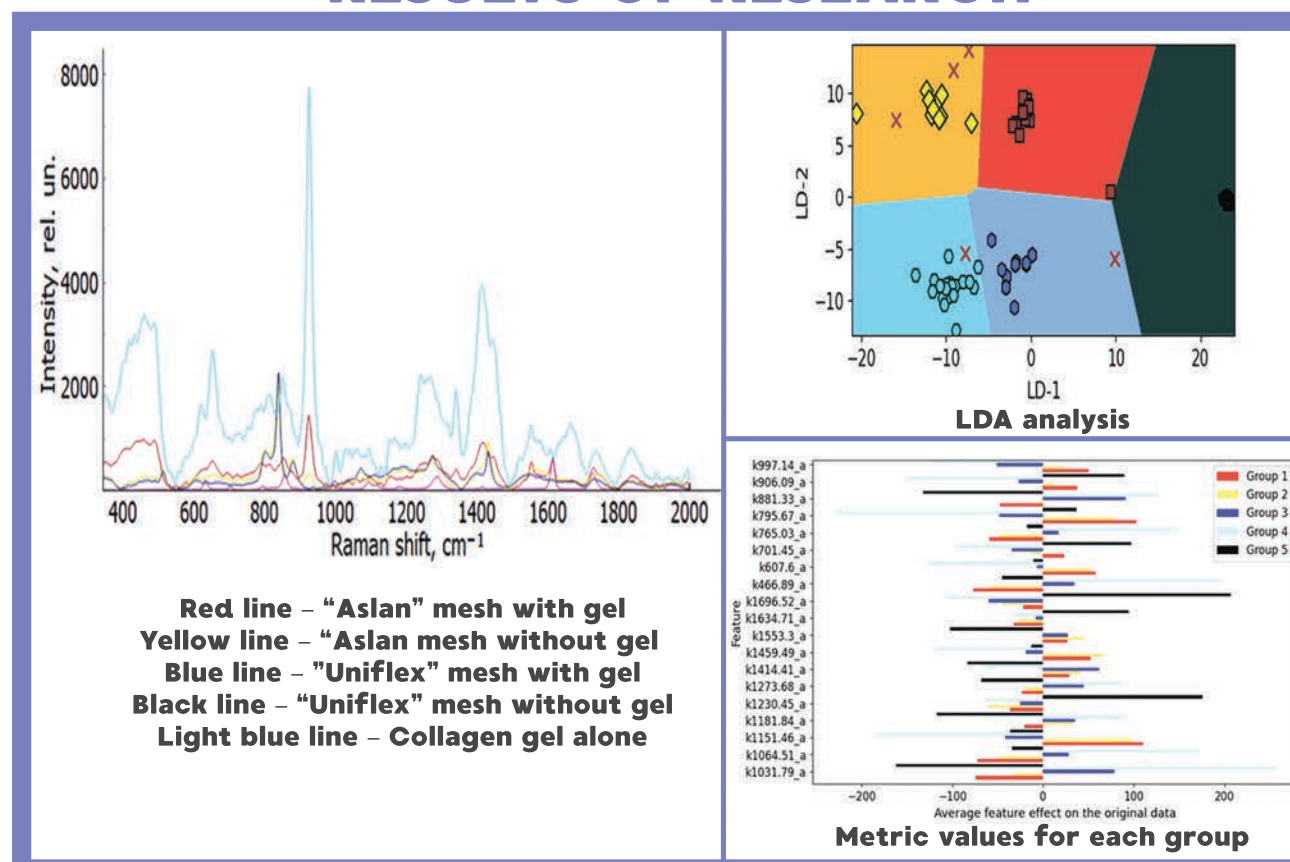 RESULTS OF RESEARCH
8000
6000
4000
2000
Intensity, rel. un.
400 600 800 1000 1200 1400 1600 1800 2000
Raman shift, cm⁻¹
Red line – “Aslan” mesh with gel
Yellow line – “Aslan mesh without gel
Blue line – ”Uniflex” mesh with gel
Black line – “Uniflex” mesh without gel
Light blue line – Collagen gel alone
10
5
0
−5
−10
LD-2
−20 −10 0 10 20
LD-1
LDA analysis
k997.14_a
k906.09_a
k881.33_a
k795.67_a
k765.03_a
k701.45_a
k607.6_a
k466.89_a
k1696.52_a
k1634.71_a
k1553.3_a
k1459.49_a
k1414.41_a
k1273.68_a
k1230.45_a
k1181.84_a
k1151.46_a
k1064.51_a
k1031.79_a
Feature
Group 1
Group 2
Group 3
Group 4
Group 5
−200 −100 0 100 200
Average feature effect on the original data
Metric values for each group